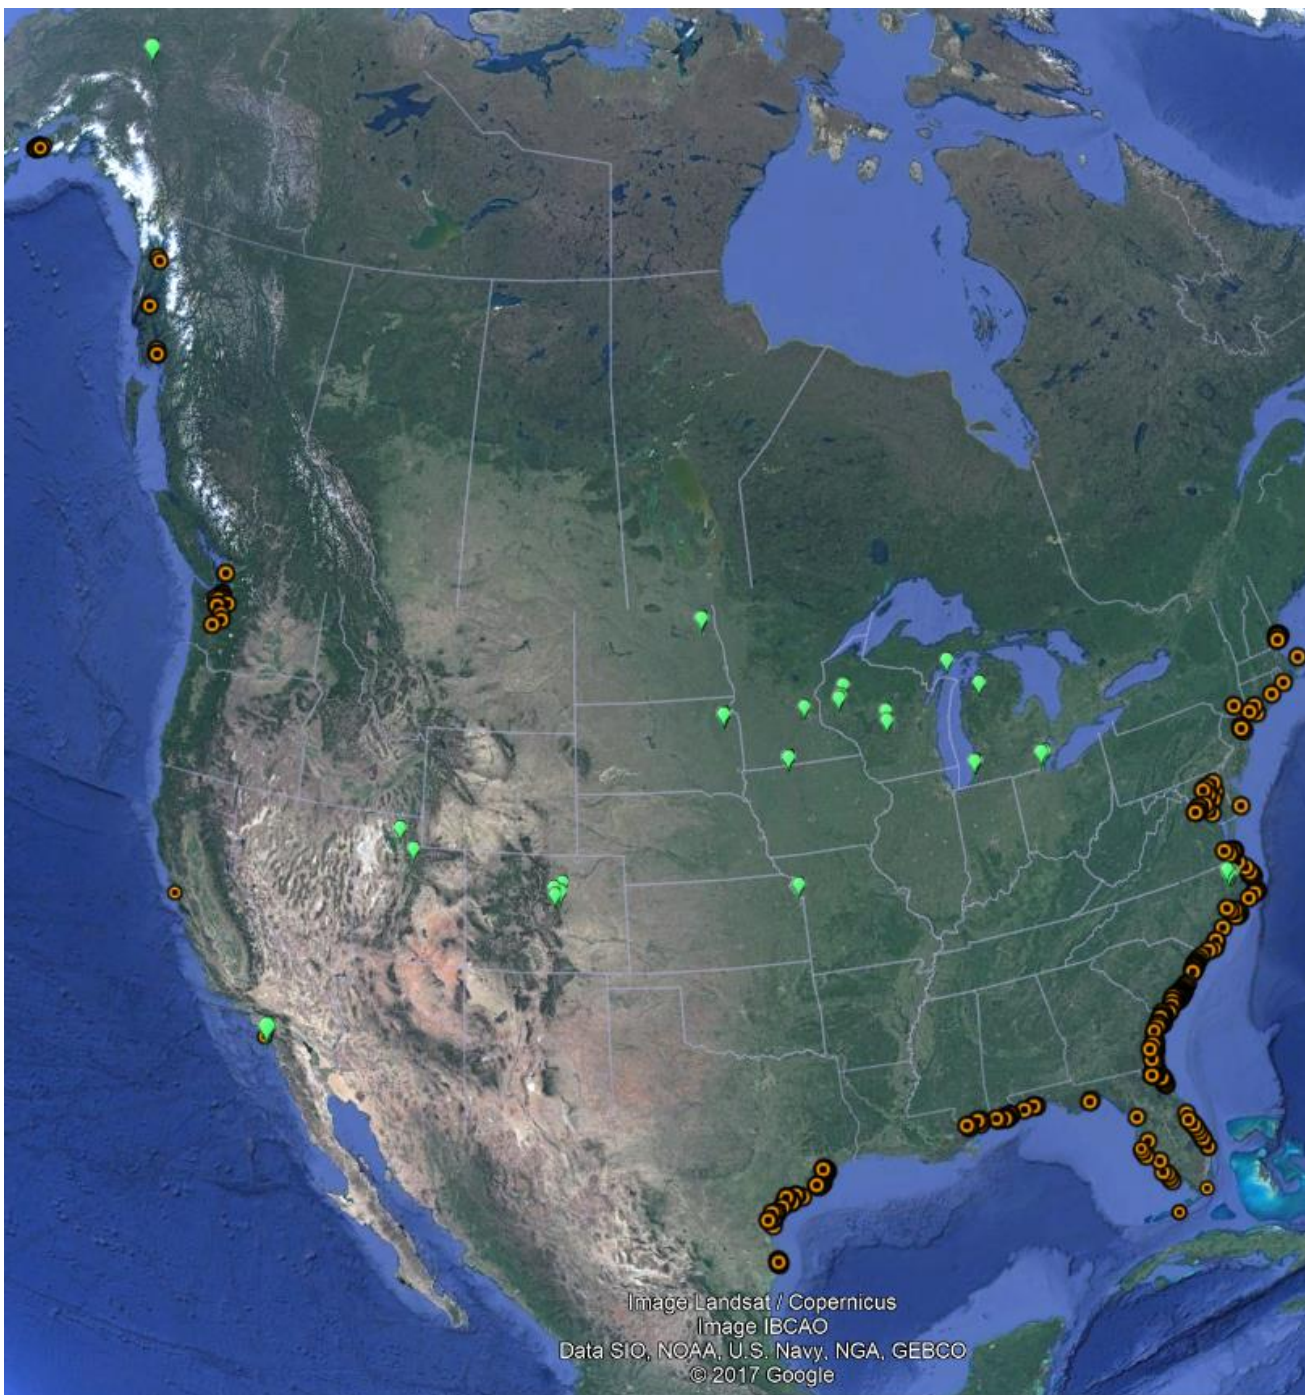 Image Landsat / Copernicus
Image IBCAO
Data SIO, NOAA, U.S. Navy, NGA, GEBCO
© 2017 Google